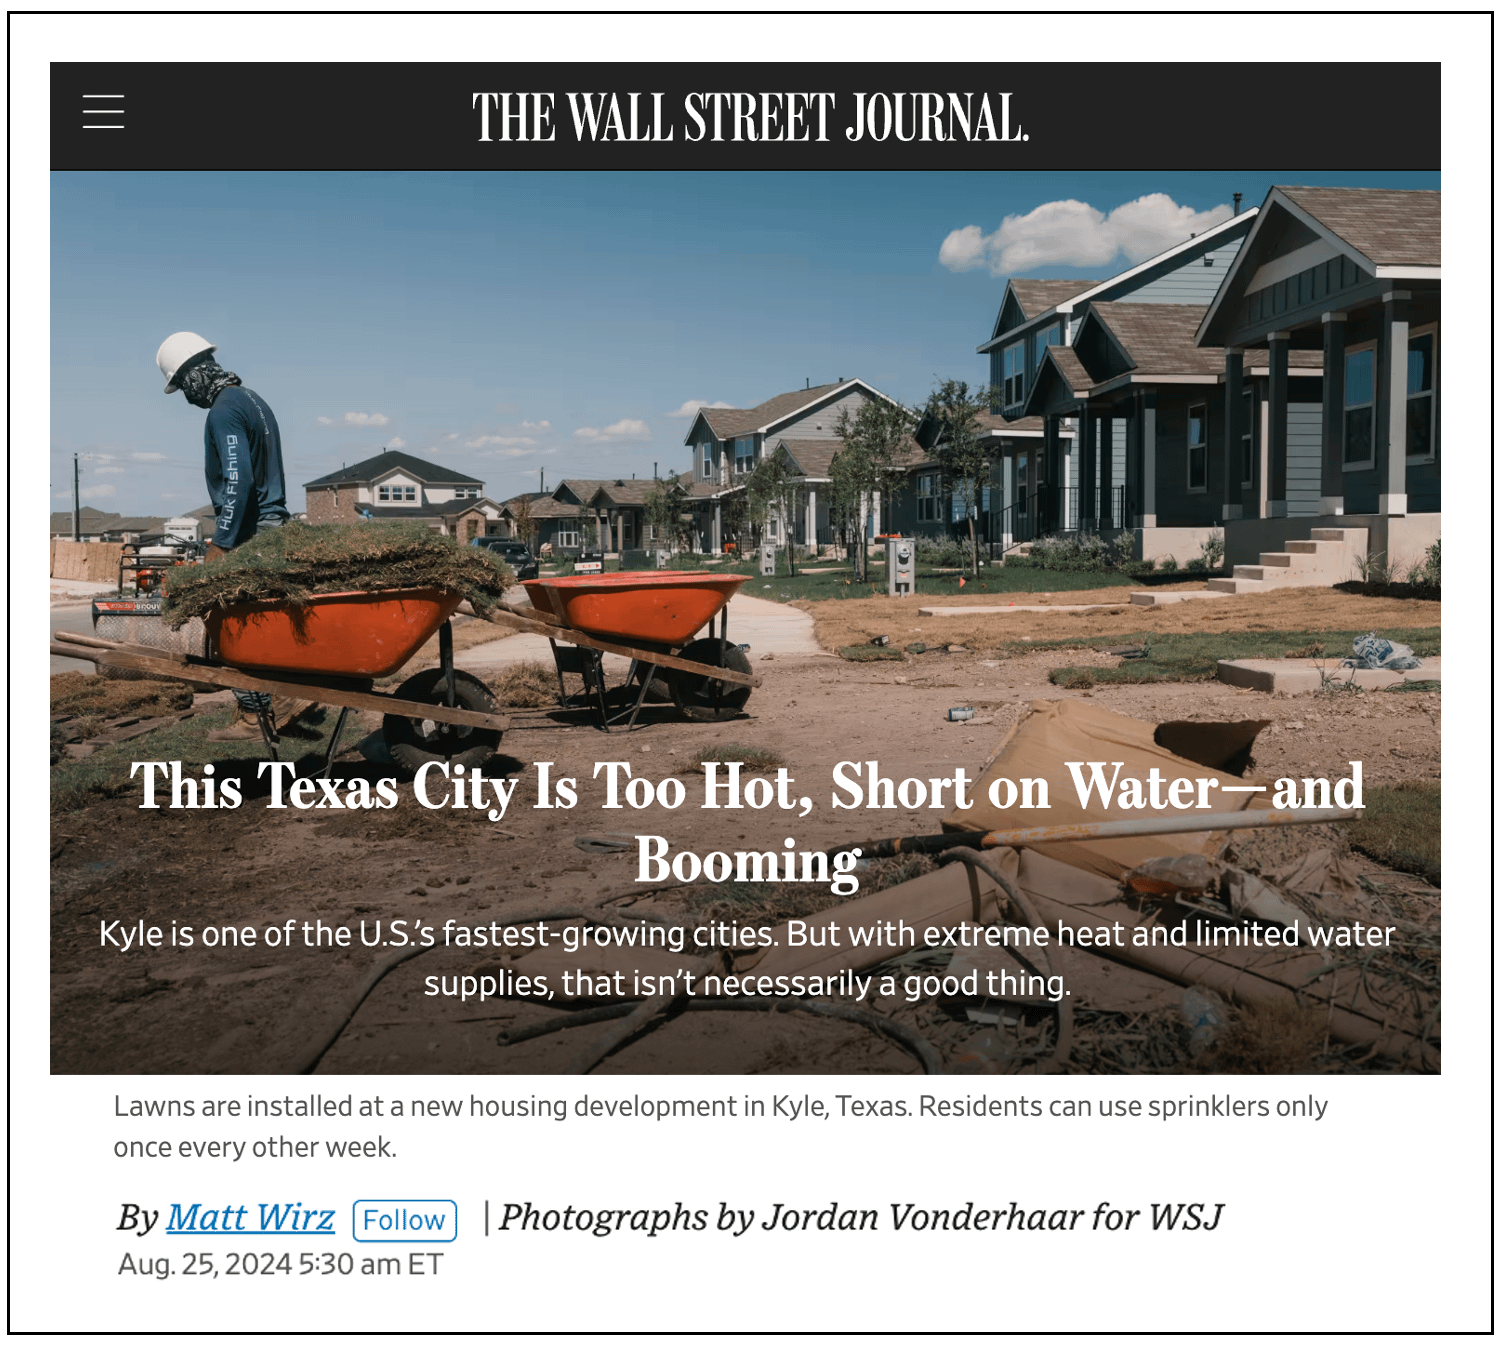 THE WALL STREET JOURNAL.
Huk Fishing
This Texas City Is Too Hot, Short on Water—and
Booming
Kyle is one of the U.S.’s fastest-growing cities. But with extreme heat and limited water
supplies, that isn’t necessarily a good thing.
Lawns are installed at a new housing development in Kyle, Texas. Residents can use sprinklers only
once every other week.
By Matt Wirz Follow | Photographs by Jordan Vonderhaar for WSJ
Aug. 25, 2024 5:30 am ET